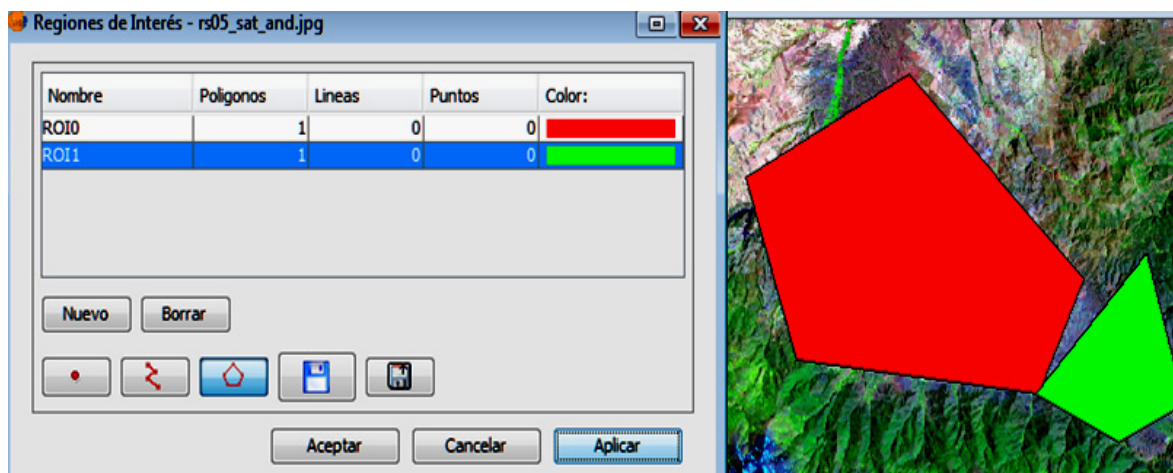 Regiones de Interés - rs05_sat_and.jpg
Nombre Poligonos Lineas Puntos Color:
ROI0 1 0 0
ROI1 1 0 0
Nuevo Borrar
Aceptar Cancelar Aplicar